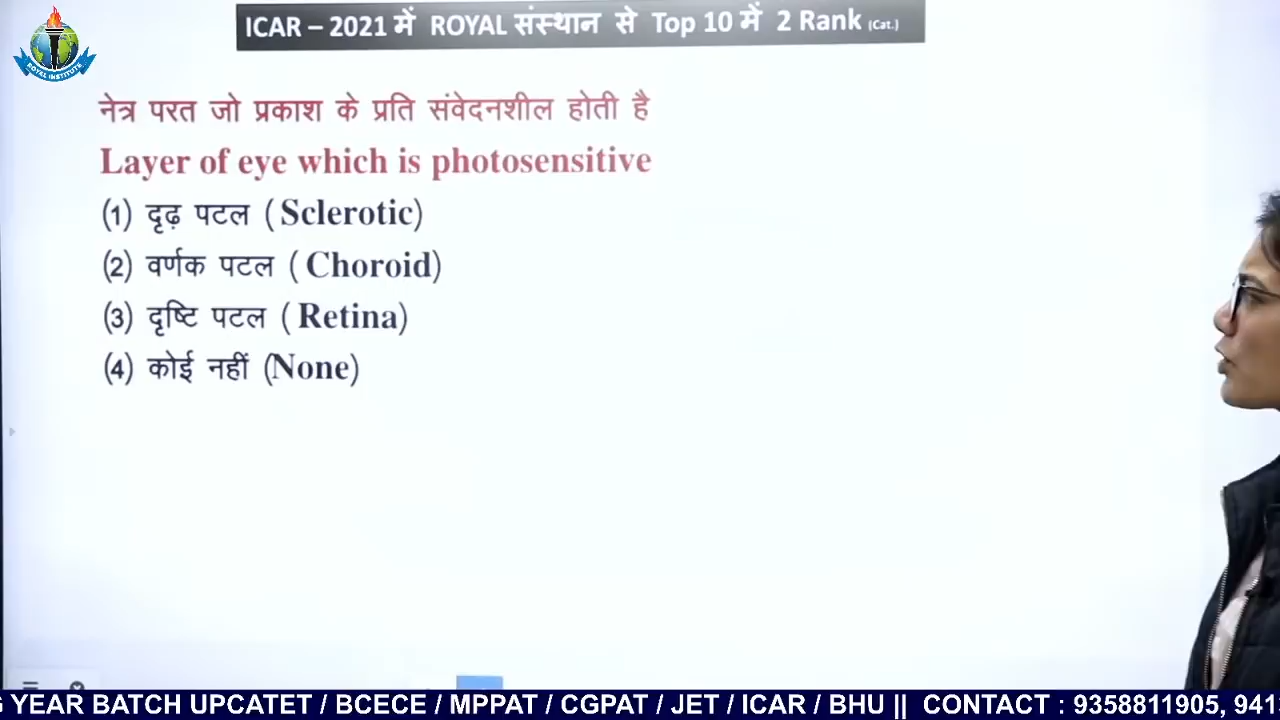 ICAR – 2021 में ROYAL संस्थान से Top 10 में 2 Rank (Cat.)
ROYAL INSTITUTE
नेत्र परत जो प्रकाश के प्रति संवेदनशील होती है
Layer of eye which is photosensitive
(1) दृढ़ पटल ( Sclerotic)
(2) वर्णक पटल ( Choroid)
(3) दृष्टि पटल ( Retina)
(4) कोई नहीं (None)
G YEAR BATCH UPCATET / BCECE / MPPAT / CGPAT / JET / ICAR / BHU || CONTACT : 9358811905, 941